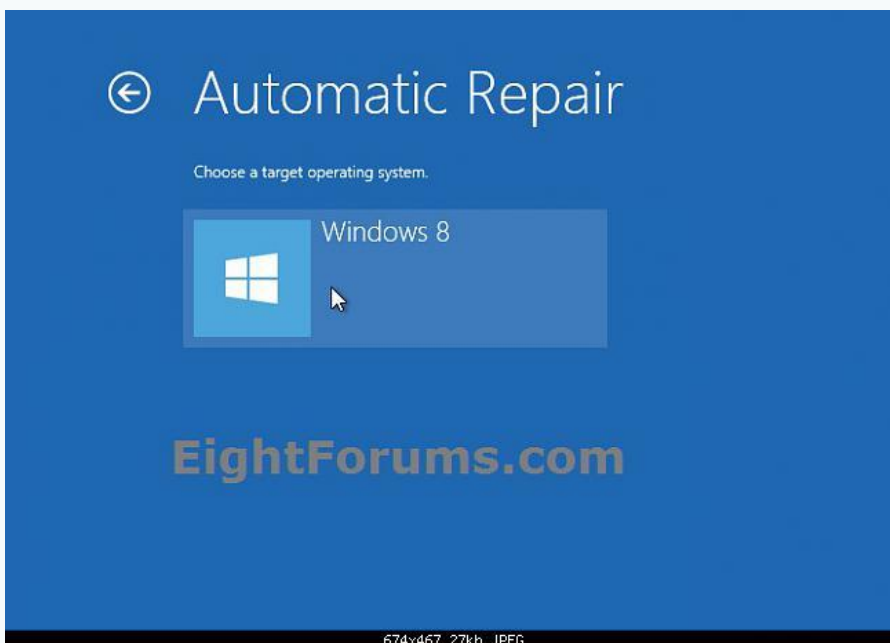 Automatic Repair
Choose a target operating system.
Windows 8
EightForums.com
674x467 27kb JPEG